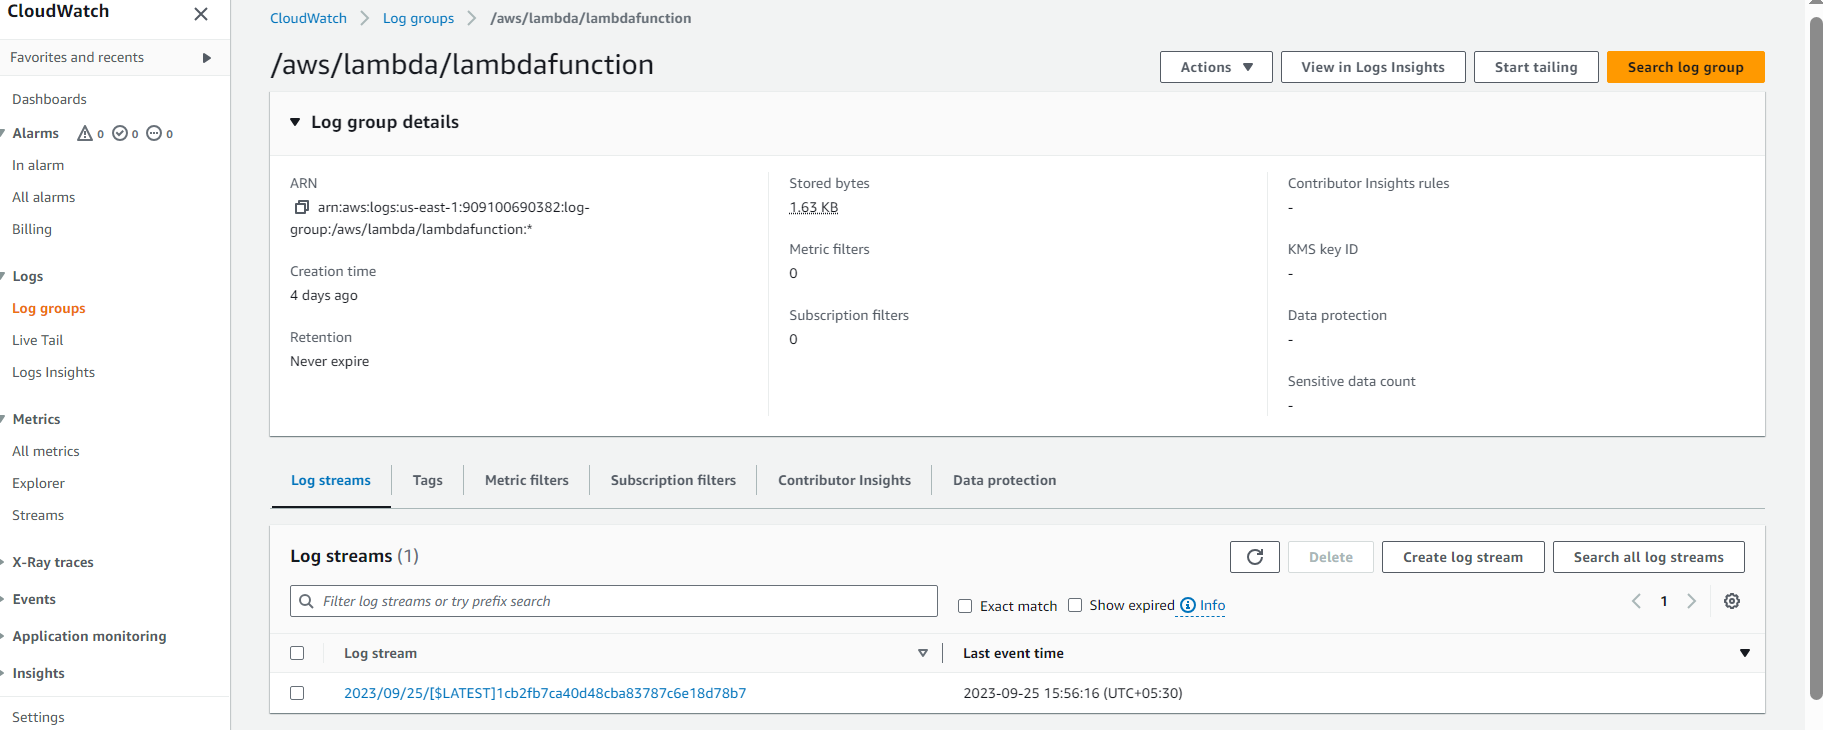 CloudWatch
Favorites and recents
Dashboards
Alarms 0 0 0
In alarm
All alarms
Billing
Logs
Log groups
Live Tail
Logs Insights
Metrics
All metrics
Explorer
Streams
X-Ray traces
Events
Application monitoring
Insights
Settings
CloudWatch Log groups /aws/lambda/lambdafunction
/aws/lambda/lambdafunction
Actions View in Logs Insights Start tailing Search log group
Log group details
ARN
arn:aws:logs:us-east-1:909100690382:log-
group:/aws/lambda/lambdafunction:*
Creation time
4 days ago
Retention
Never expire
Stored bytes
1.63 KB
Metric filters
0
Subscription filters
0
Contributor Insights rules
-
KMS key ID
-
Data protection
-
Sensitive data count
-
Log streams Tags Metric filters Subscription filters Contributor Insights Data protection
Log streams (1)
Delete Create log stream Search all log streams
Filter log streams or try prefix search Exact match Show expired Info 1
Log stream Last event time
2023/09/25/[$LATEST]1cb2fb7ca40d48cba83787c6e18d78b7 2023-09-25 15:56:16 (UTC+05:30)